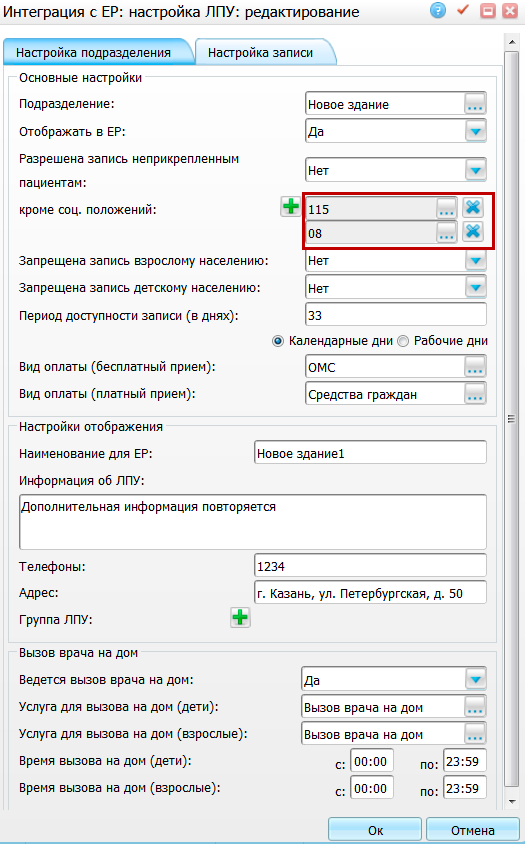 Интеграция с ЕР: настройка ЛПУ: редактирование
Настройка подразделения Настройка записи
Основные настройки
Подразделение: Новое здание ...
Отображать в ЕР: Да
Разрешена запись неприкрепленным
пациентам: Нет
кроме соц. положений: 115 ...
08 ...
Запрещена запись взрослому населению: Нет
Запрещена запись детскому населению: Нет
Период доступности записи (в днях): 33
Календарные дни Рабочие дни
Вид оплаты (бесплатный прием): ОМС ...
Вид оплаты (платный прием): Средства граждан ...
Настройки отображения
Наименование для ЕР: Новое здание1
Информация об ЛПУ:
Дополнительная информация повторяется
Телефоны: 1234
Адрес: г. Казань, ул. Петербургская, д. 50
Группа ЛПУ:
Вызов врача на дом
Ведется вызов врача на дом: Да
Услуга для вызова на дом (дети): Вызов врача на дом ...
Услуга для вызова на дом (взрослые): Вызов врача на дом ...
Время вызова на дом (дети): с: 00:00 по: 23:59
Время вызова на дом (взрослые): с: 00:00 по: 23:59
Ок Отмена